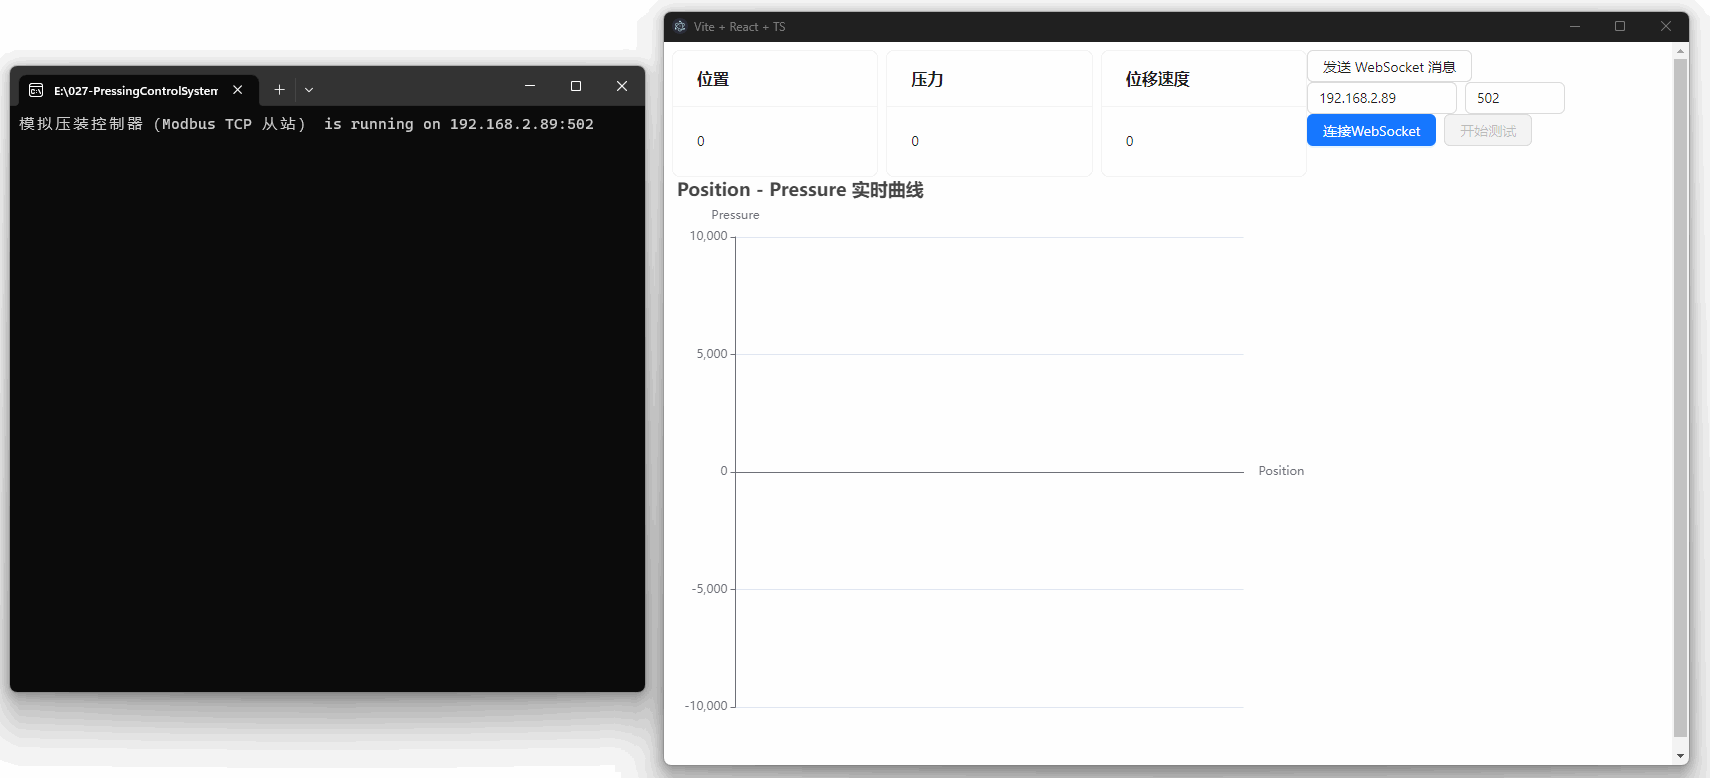 E:\027-PressingControlSystem
模拟压装控制器 (Modbus TCP 从站) is running on 192.168.2.89:502
Vite + React + TS
位置
0
压力
0
位移速度
0
发送 WebSocket 消息
192.168.2.89
502
连接WebSocket
开始测试
Position - Pressure 实时曲线
Pressure
10,000
5,000
0
-5,000
-10,000
Position